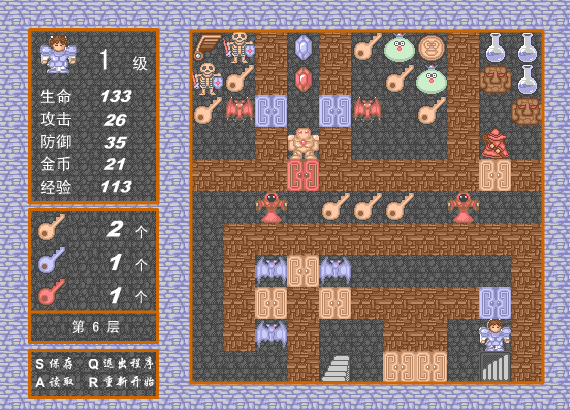 1 级
生命 133
攻击 26
防御 35
金币 21
经验 113
2 个
1 个
1 个
第 6 层
S 保存 Q 退出程序
A 读取 R 重新开始